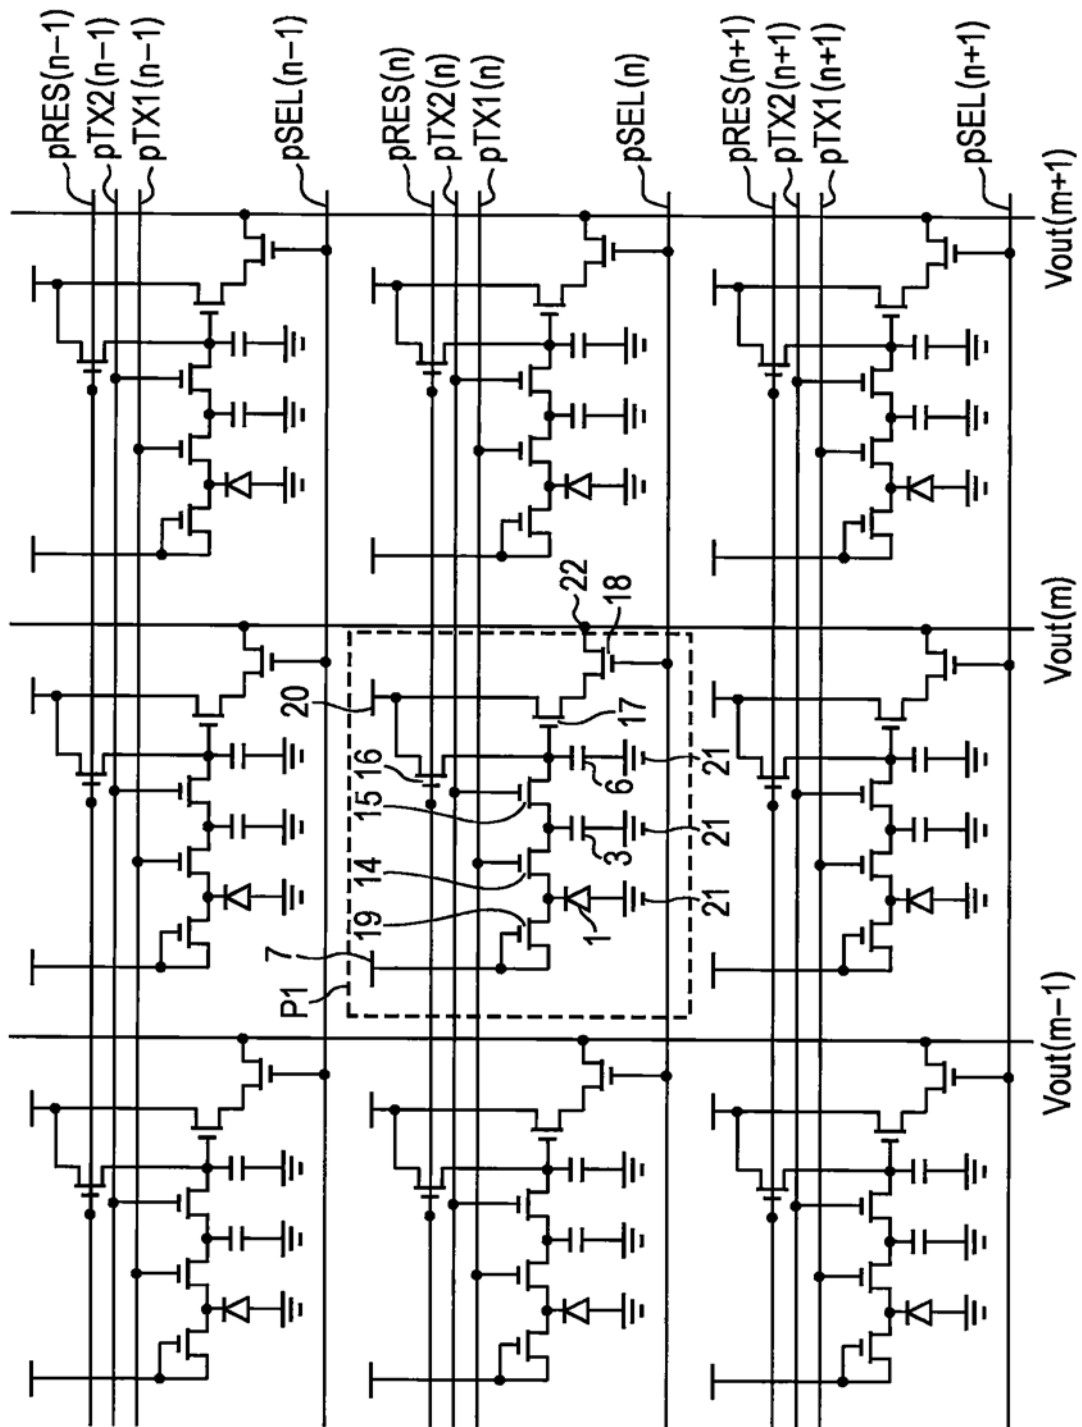 pRES(n-1)
pTX2(n-1)
pTX1(n-1)
pSEL(n-1)
pRES(n)
pTX2(n)
pTX1(n)
pSEL(n)
pRES(n+1)
pTX2(n+1)
pTX1(n+1)
pSEL(n+1)
P1
7
19
14
15
16
20
1
3
6
17
18
22
21
21
21
Vout(m-1)
Vout(m)
Vout(m+1)